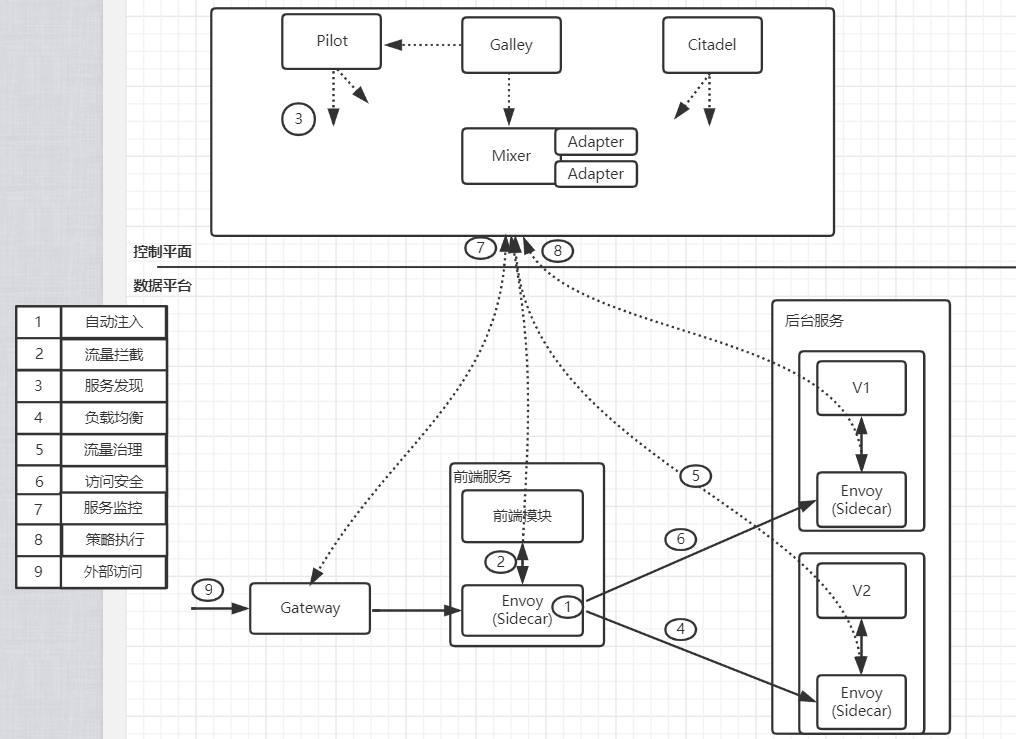 Pilot
Galley
Citadel
3
Mixer
Adapter
Adapter
7
8
控制平面
数据平台
1 自动注入
2 流量拦截
3 服务发现
4 负载均衡
5 流量治理
6 访问安全
7 服务监控
8 策略执行
9 外部访问
后台服务
V1
Envoy
(Sidecar)
5
6
前端服务
前端模块
2
Envoy
(Sidecar)
1
9
Gateway
4
V2
Envoy
(Sidecar)